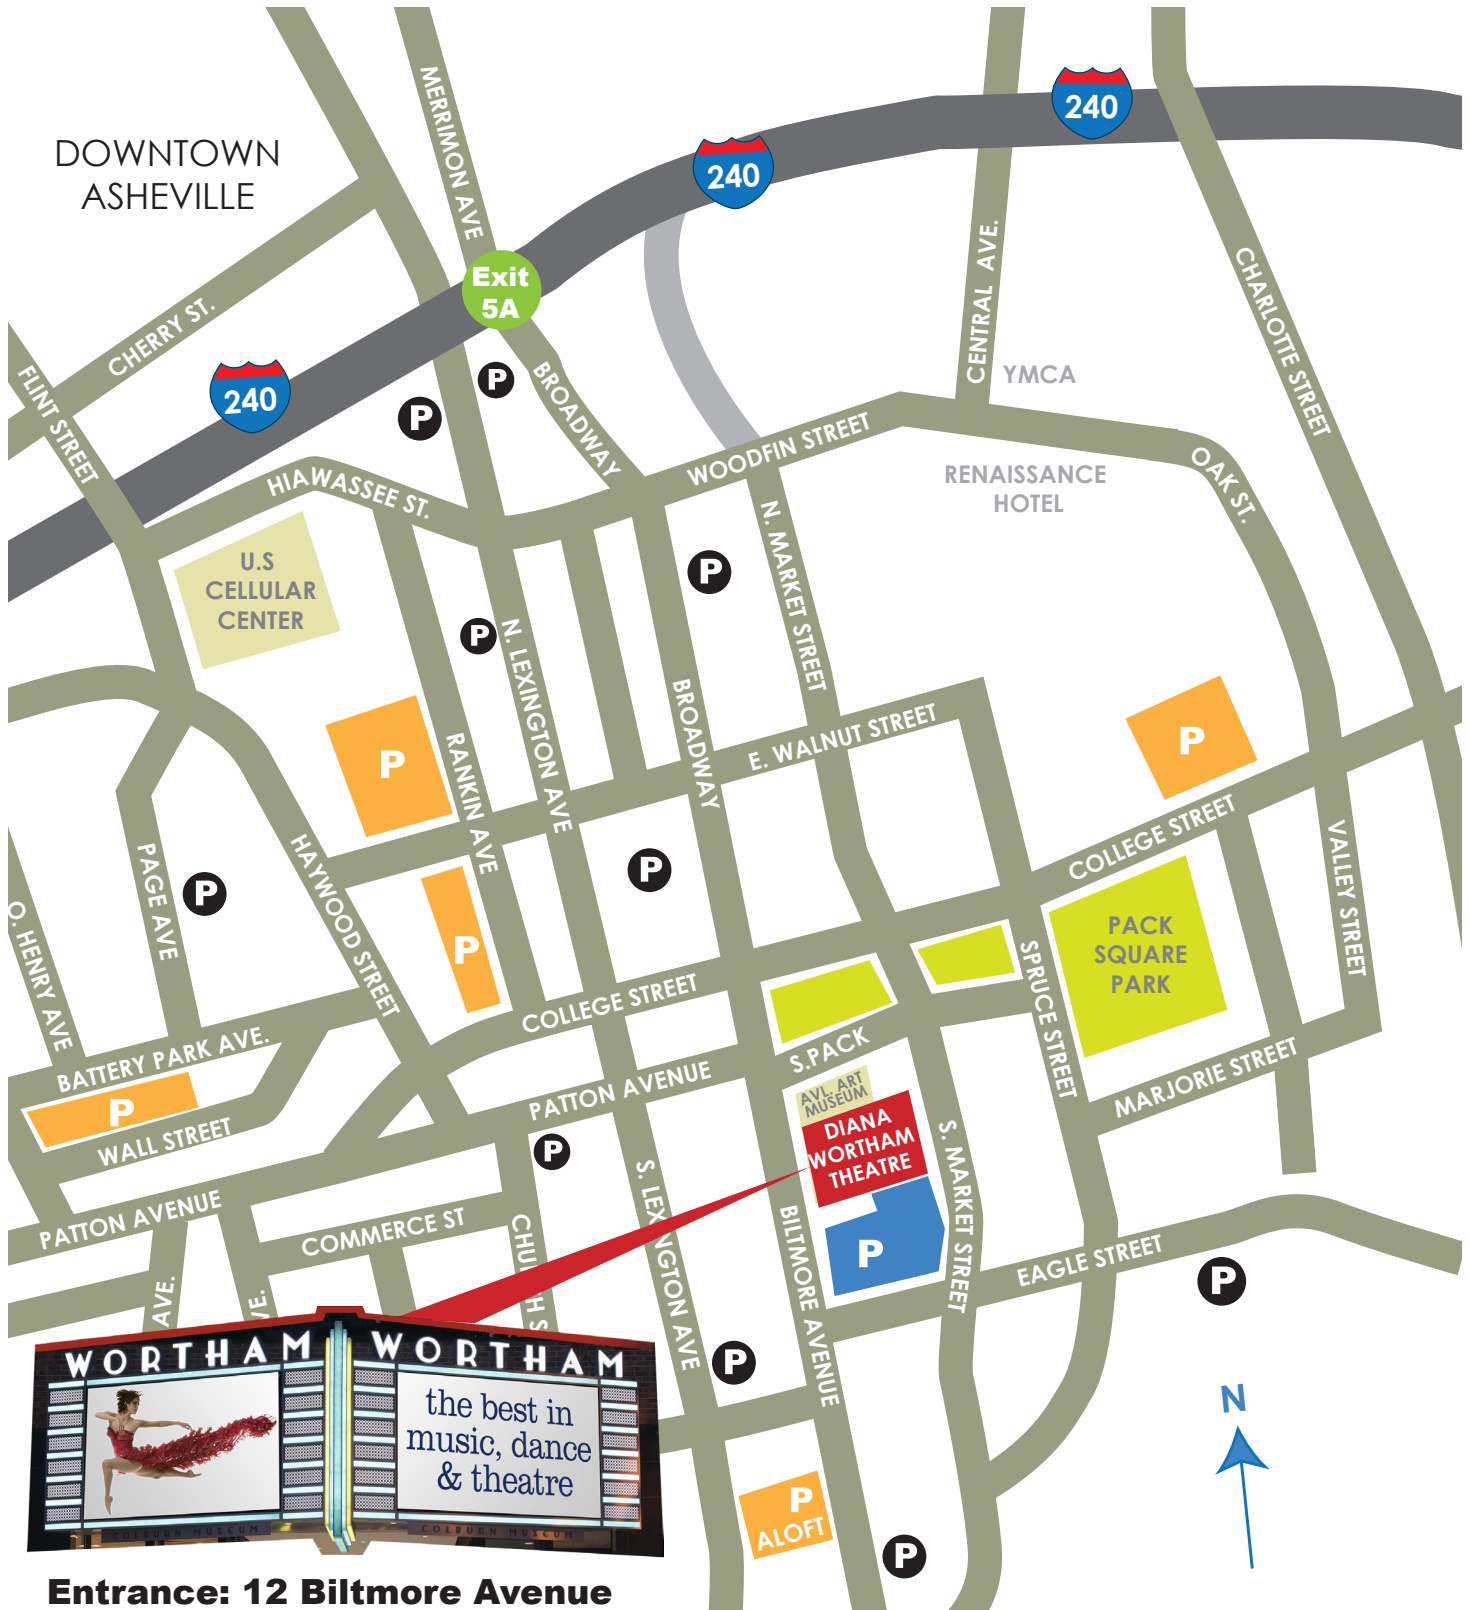 DOWNTOWN
ASHEVILLE
MERRIMON AVE
240
240
240
Exit
5A
CHERRY ST.
FLINT STREET
CENTRAL AVE.
CHARLOTTE STREET
YMCA
P
P
BROADWAY
WOODFIN STREET
HIAWASSEE ST.
RENAISSANCE
HOTEL
OAK ST.
N. MARKET STREET
U.S
CELLULAR
CENTER
P
P
N. LEXINGTON AVE
BROADWAY
E. WALNUT STREET
RANKIN AVE
P
P
COLLEGE STREET
VALLEY STREET
PAGE AVE
P
HAYWOOD STREET
P
P
O. HENRY AVE
PACK
SQUARE
PARK
SPRUCE STREET
COLLEGE STREET
BATTERY PARK AVE.
P
WALL STREET
S.PACK
PATTON AVENUE
MARJORIE STREET
AVL. ART
MUSEUM
DIANA
WORTHAM
THEATRE
P
S. LEXINGTON AVE
S. MARKET STREET
PATTON AVENUE
COMMERCE ST
BILTMORE AVENUE
P
EAGLE STREET
P
AVE.
VE.
P
WORTHAM WORTHAM
the best in
music, dance
& theatre
COLBURN MUSEUM COLBURN MUSEUM
N
P
ALOFT
P
Entrance: 12 Biltmore Avenue